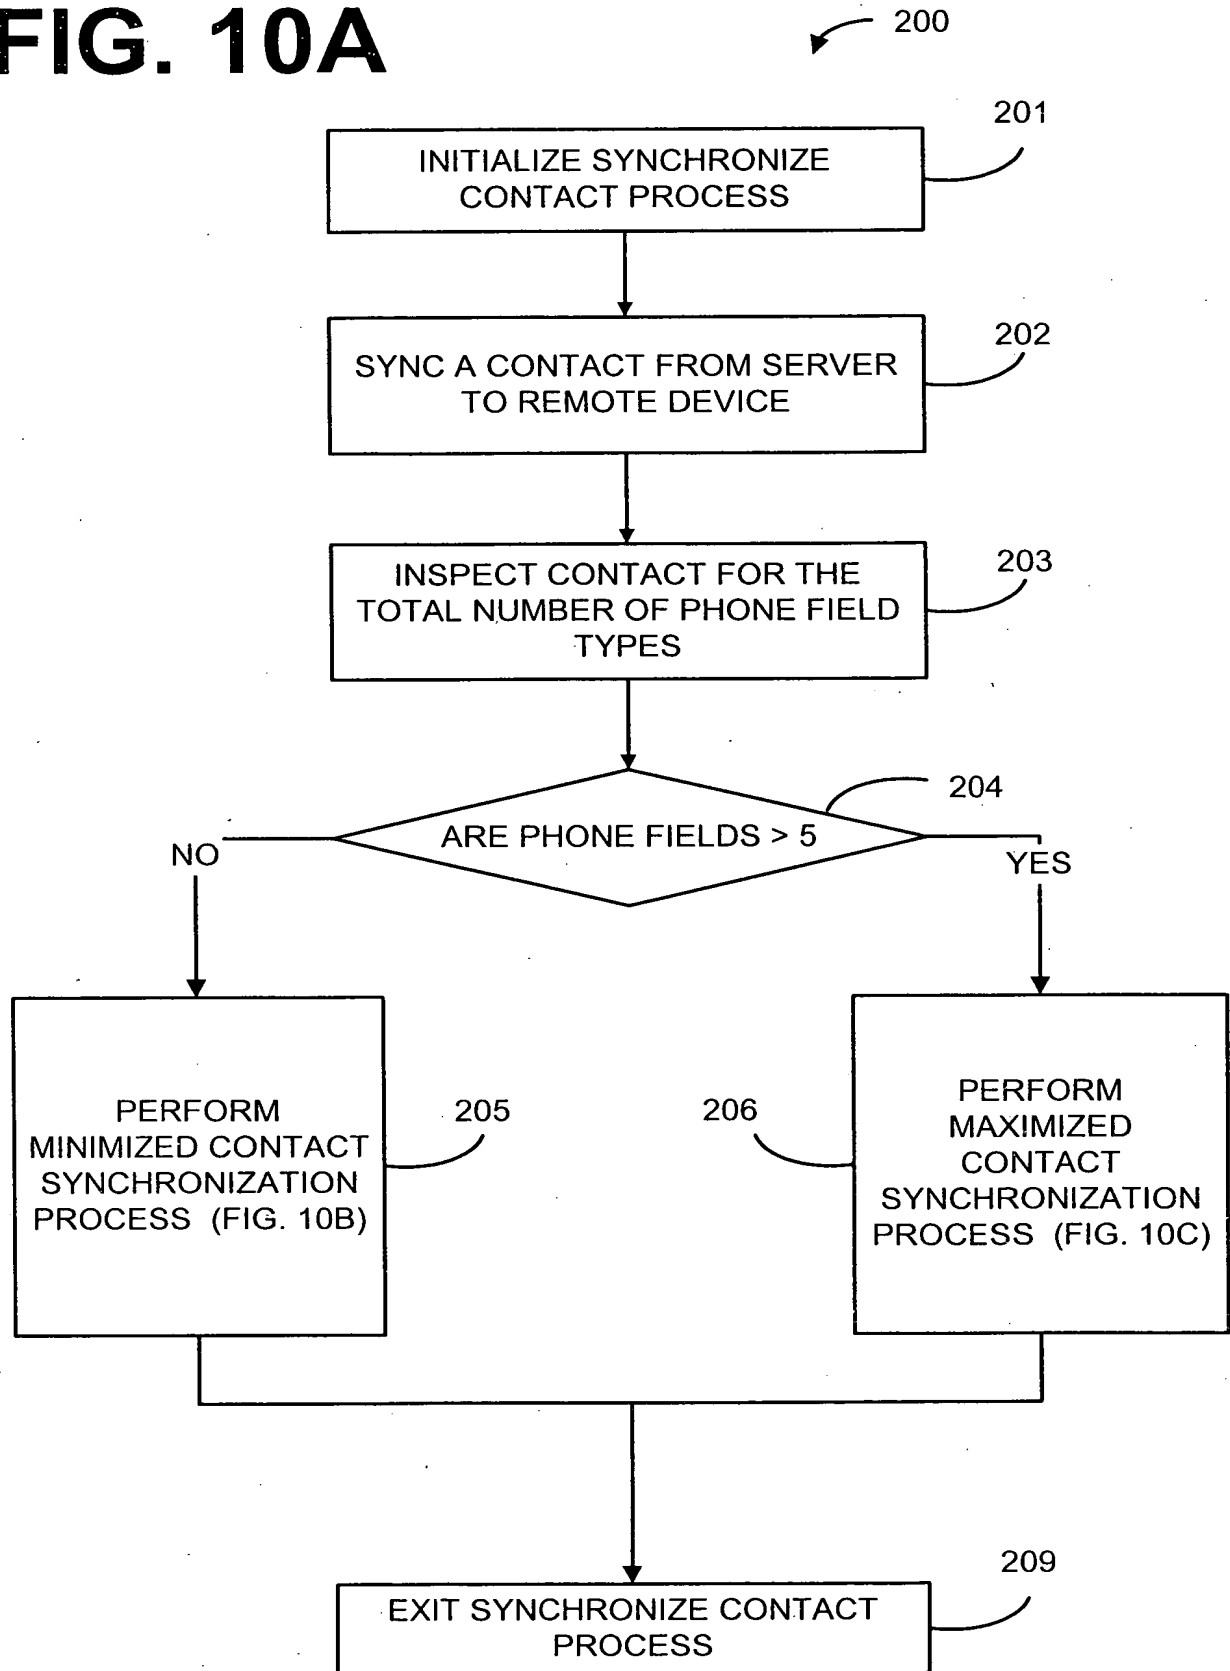 FIG. 10A
200
201
INITIALIZE SYNCHRONIZE
CONTACT PROCESS
202
SYNC A CONTACT FROM SERVER
TO REMOTE DEVICE
203
INSPECT CONTACT FOR THE
TOTAL NUMBER OF PHONE FIELD
TYPES
204
ARE PHONE FIELDS > 5
NO
YES
PERFORM
MINIMIZED CONTACT
SYNCHRONIZATION
PROCESS (FIG. 10B)
205
206
PERFORM
MAXIMIZED
CONTACT
SYNCHRONIZATION
PROCESS (FIG. 10C)
209
EXIT SYNCHRONIZE CONTACT
PROCESS